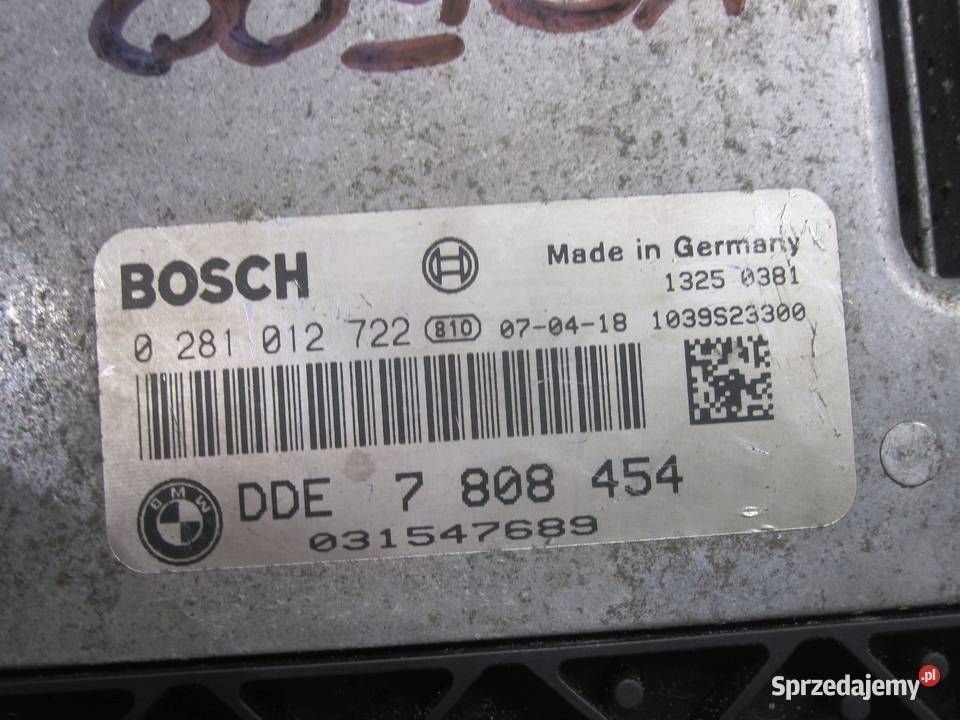 BOSCH
Made in Germany
1325 0381
0 281 012 722 810 07-04-18 1039S23300
BMW
DDE 7 808 454
031547689
Sprzedajemy.pl